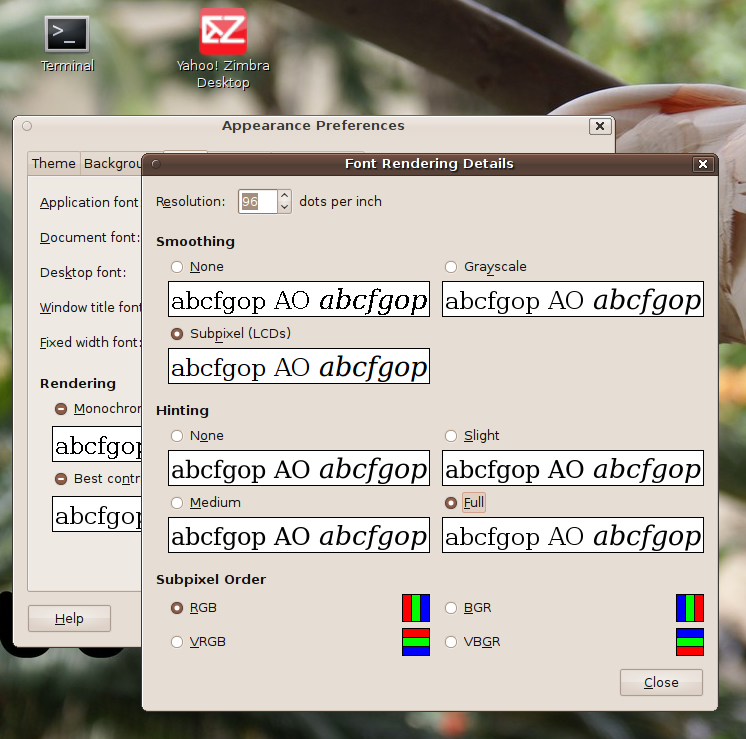 Terminal
Yahoo! Zimbra
Desktop
Appearance Preferences
Theme
Font Rendering Details
Application font
Resolution: 96 dots per inch
Document font:
Smoothing
Desktop font:
None
Grayscale
Window title font
abcfgop AO abcfgop
abcfgop AO abcfgop
Fixed width font:
Subpixel (LCDs)
abcfgop AO abcfgop
Rendering
Hinting
None
Slight
abcfgop AO abcfgop
abcfgop AO abcfgop
Best contr
abcfgop
Medium
Full
abcfgop AO abcfgop
abcfgop AO abcfgop
abcfgop
Subpixel Order
RGB
BGR
Help
VRGB
VBGR
Close